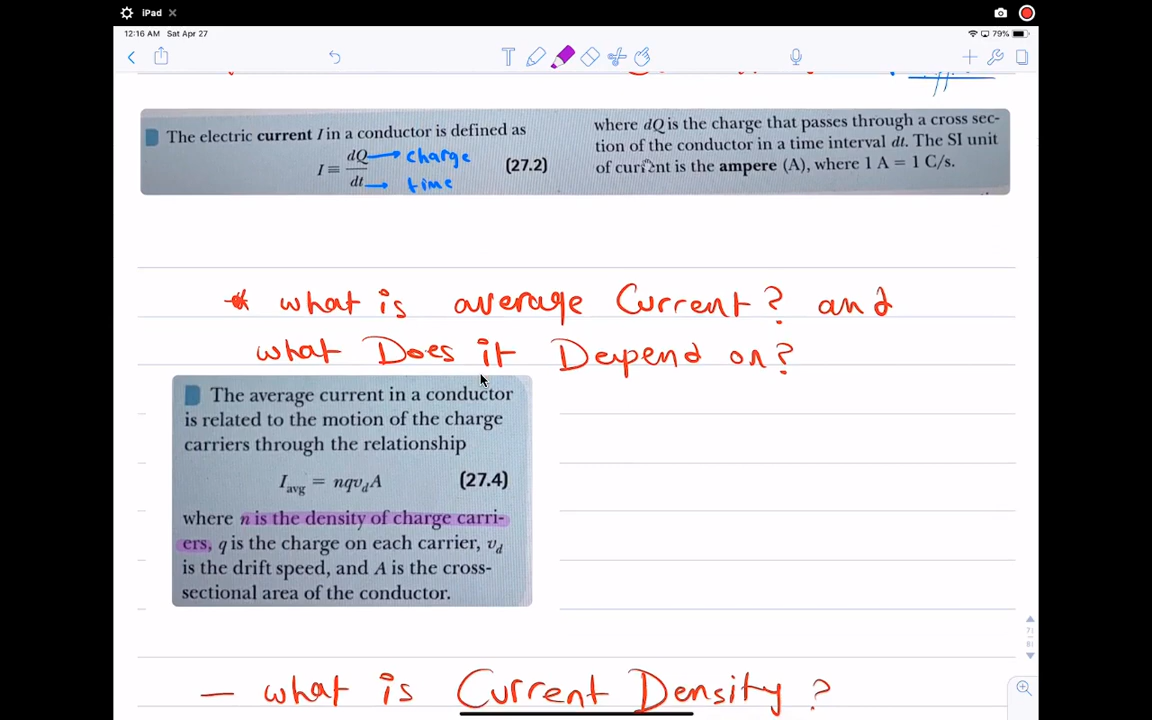 iPad
12:16 AM Sat Apr 27
79%
The electric current I in a conductor is defined as
I ≡ dQ/dt (27.2)
charge
time
where dQ is the charge that passes through a cross sec-
tion of the conductor in a time interval dt. The SI unit
of current is the ampere (A), where 1 A = 1 C/s.
* what is average Current? and
what Does it Depend on?
The average current in a conductor
is related to the motion of the charge
carriers through the relationship
I_avg = nqv_dA (27.4)
where n is the density of charge carri-
ers, q is the charge on each carrier, v_d
is the drift speed, and A is the cross-
sectional area of the conductor.
— what is Current Density ?